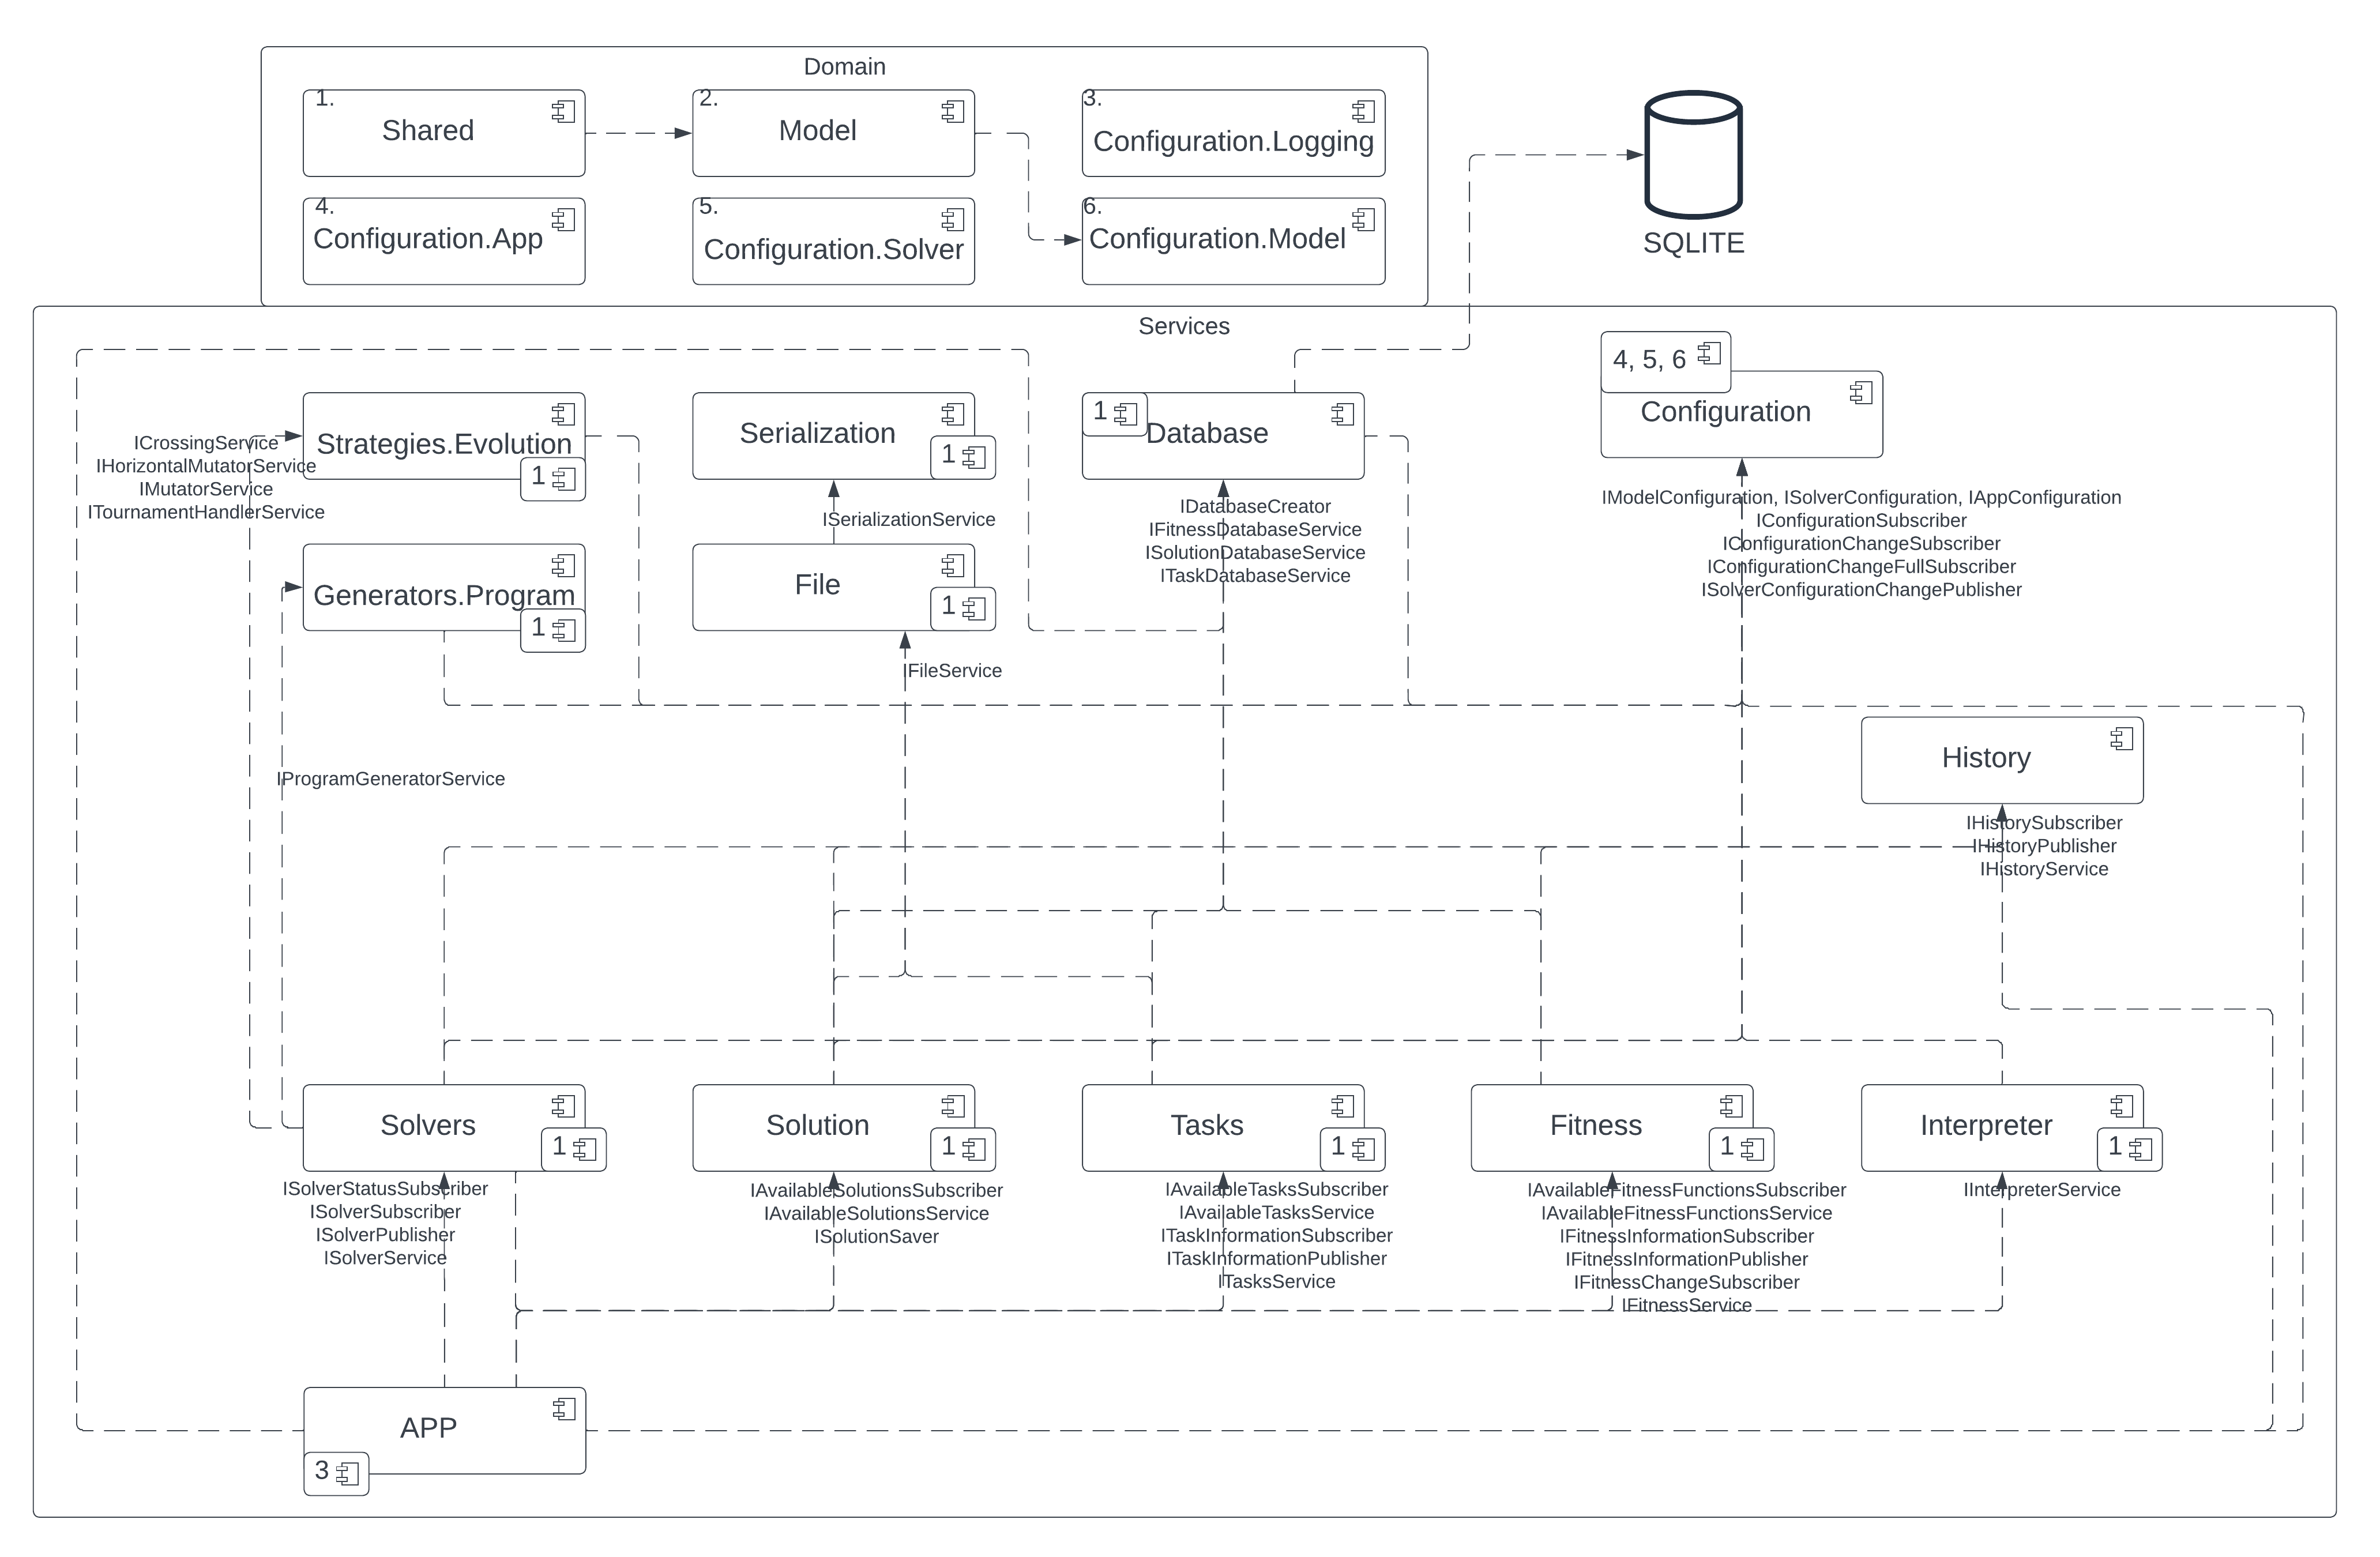 Domain
1.
Shared
2.
Model
3.
Configuration.Logging
4.
Configuration.App
5.
Configuration.Solver
6.
Configuration.Model
SQLITE
Services
4, 5, 6
Configuration
Strategies.Evolution
1
Serialization
1
1
Database
ICrossingService
IHorizontalMutatorService
IMutatorService
ITournamentHandlerService
ISerializationService
IDatabaseCreator
IFitnessDatabaseService
ISolutionDatabaseService
ITaskDatabaseService
IModelConfiguration, ISolverConfiguration, IAppConfiguration
IConfigurationSubscriber
IConfigurationChangeSubscriber
IConfigurationChangeFullSubscriber
ISolverConfigurationChangePublisher
Generators.Program
1
File
1
IFileService
IProgramGeneratorService
History
IHistorySubscriber
IHistoryPublisher
IHistoryService
Solvers
1
Solution
1
Tasks
1
Fitness
1
Interpreter
1
ISolverStatusSubscriber
ISolverSubscriber
ISolverPublisher
ISolverService
IAvailableSolutionsSubscriber
IAvailableSolutionsService
ISolutionSaver
IAvailableTasksSubscriber
IAvailableTasksService
ITaskInformationSubscriber
ITaskInformationPublisher
ITasksService
IAvailableFitnessFunctionsSubscriber
IAvailableFitnessFunctionsService
IFitnessInformationSubscriber
IFitnessInformationPublisher
IFitnessChangeSubscriber
IFitnessService
IInterpreterService
APP
3